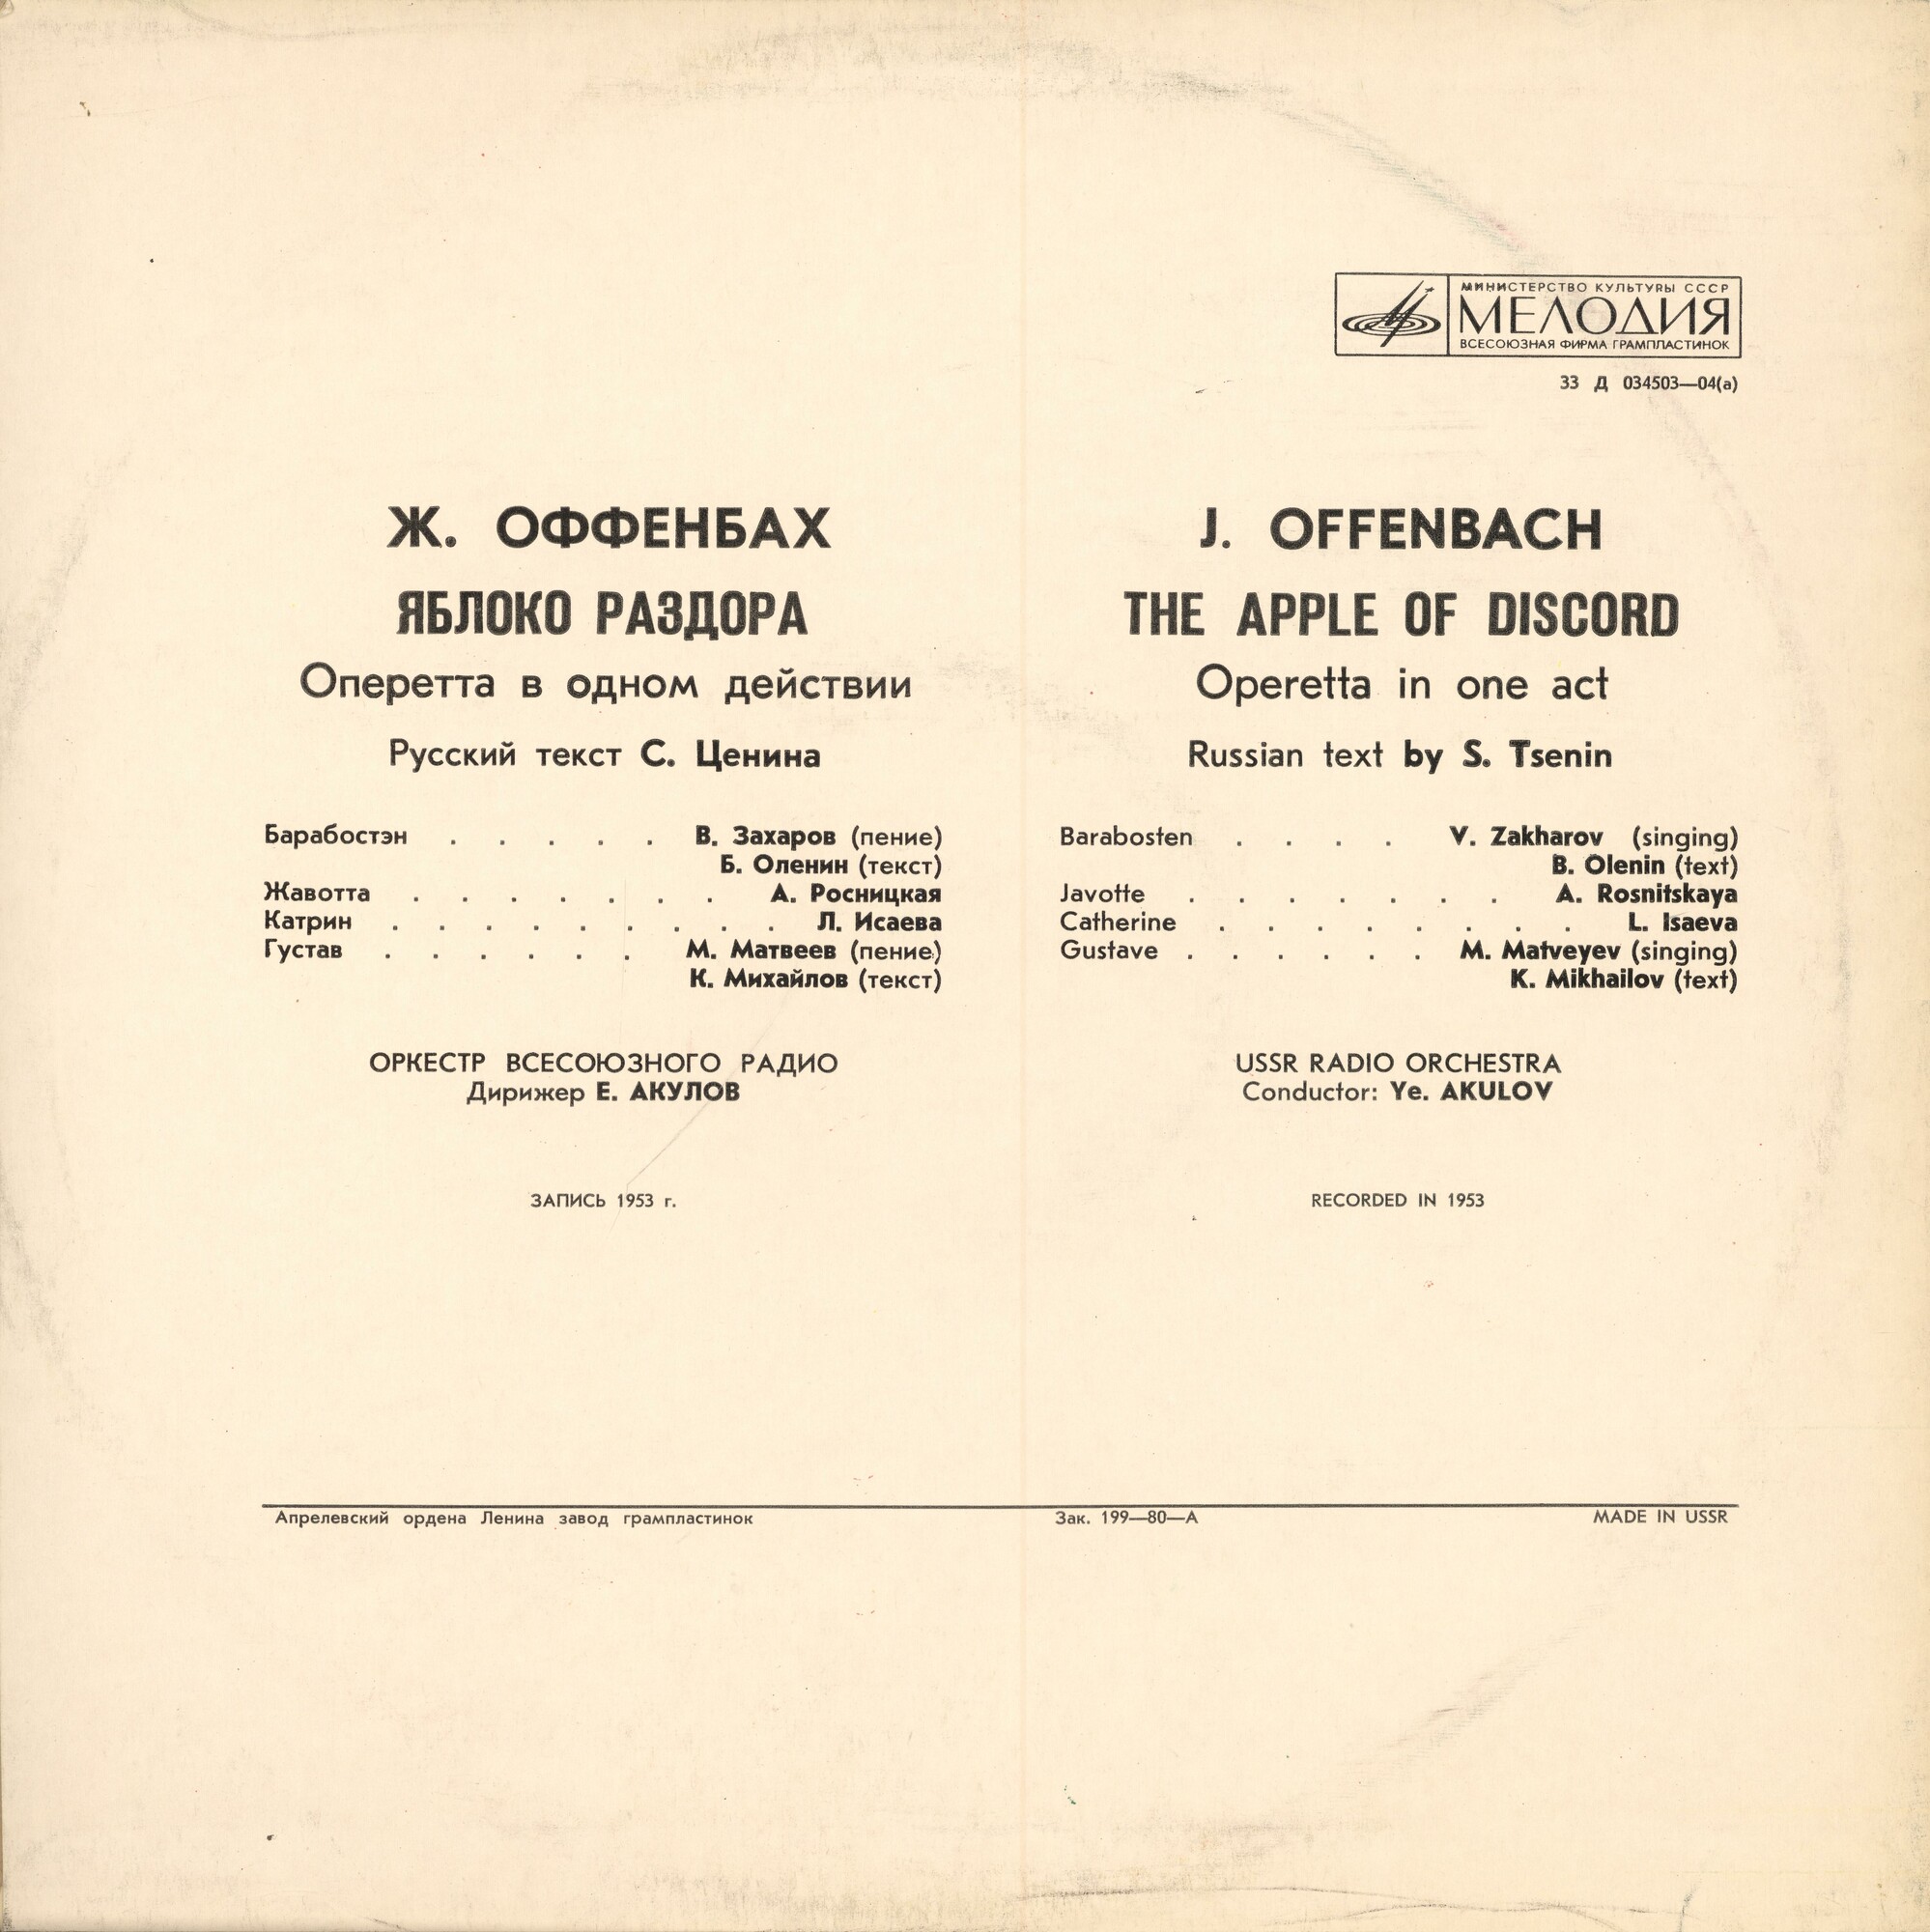 МИНИСТЕРСТВО КУЛЬТУРЫ СССР
МЕЛОДИЯ
ВСЕСОЮЗНАЯ ФИРМА ГРАМПЛАСТИНОК
33 Д 034503—04(а)
Ж. ОФФЕНБАХ
ЯБЛОКО РАЗДОРА
Оперетта в одном действии
Русский текст С. Ценина
Барабостэн . . . . . В. Захаров (пение)
Б. Оленин (текст)
Жавотта . . . . . . . А. Росницкая
Катрин . . . . . . . . . Л. Исаева
Густав . . . . . . М. Матвеев (пение)
К. Михайлов (текст)
ОРКЕСТР ВСЕСОЮЗНОГО РАДИО
Дирижер Е. АКУЛОВ
ЗАПИСЬ 1953 г.
J. OFFENBACH
THE APPLE OF DISCORD
Operetta in one act
Russian text by S. Tsenin
Barabosten . . . . V. Zakharov (singing)
B. Olenin (text)
Javotte . . . . . . . A. Rosnitskaya
Catherine . . . . . . . . L. Isaeva
Gustave . . . . . . M. Matveyev (singing)
K. Mikhailov (text)
USSR RADIO ORCHESTRA
Conductor: Ye. AKULOV
RECORDED IN 1953
Апрелевский ордена Ленина завод грампластинок
Зак. 199—80—А
MADE IN USSR